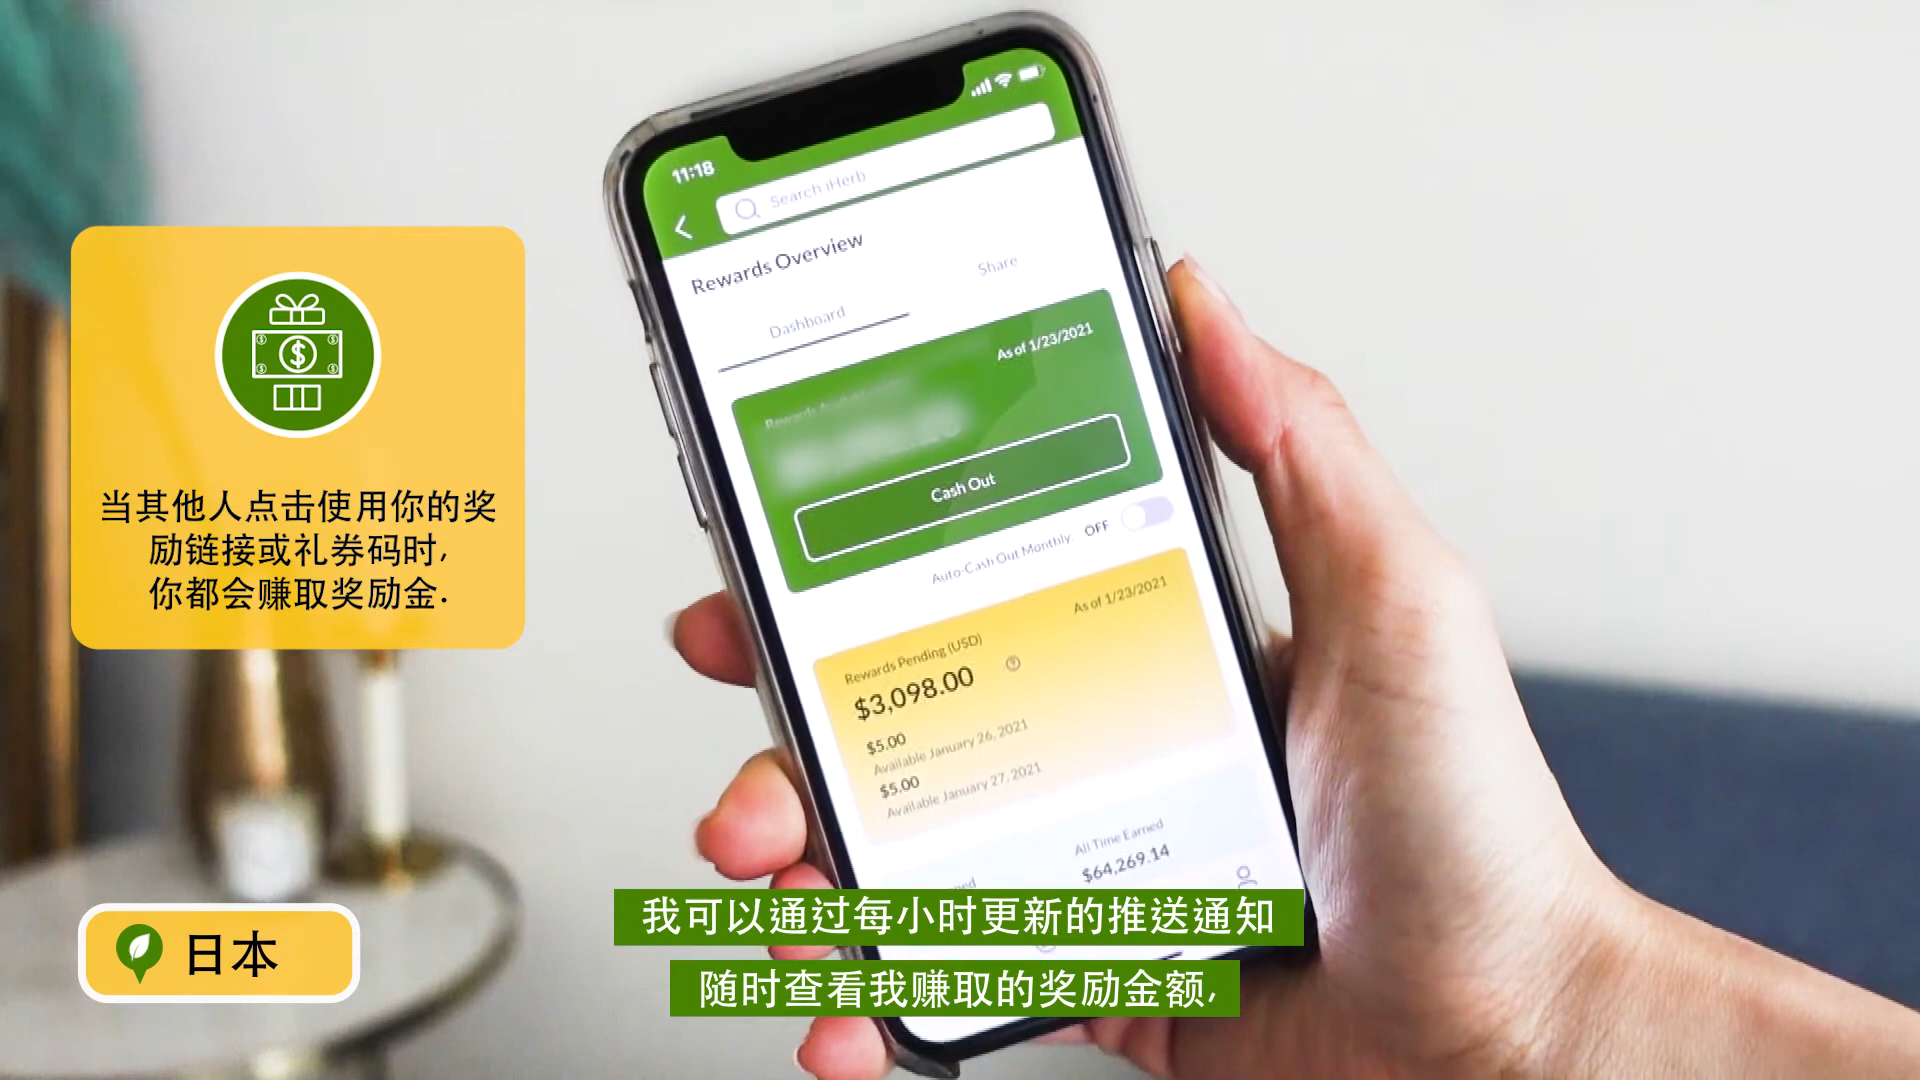 11:18
Search iHerb
Rewards Overview
Dashboard
Share
As of 1/23/2021
Cash Out
Auto-Cash Out Monthly
OFF
As of 1/23/2021
Rewards Pending (USD)
$3,098.00
$5.00
Available January 26, 2021
$5.00
Available January 27, 2021
All Time Earned
$64,269.14
当其他人点击使用你的奖
励链接或礼券码时,
你都会赚取奖励金.
日本
我可以通过每小时更新的推送通知
随时查看我赚取的奖励金额,